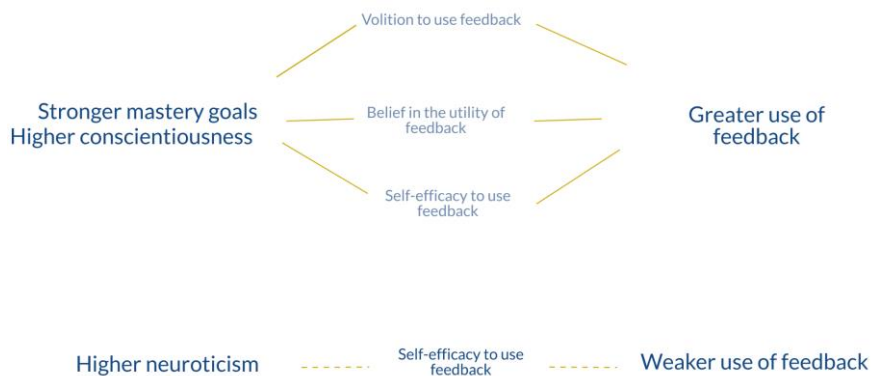 Volition to use feedback
Stronger mastery goals
Higher conscientiousness
Belief in the utility of
feedback
Greater use of
feedback
Self-efficacy to use
feedback
Higher neuroticism
Self-efficacy to use
feedback
Weaker use of feedback